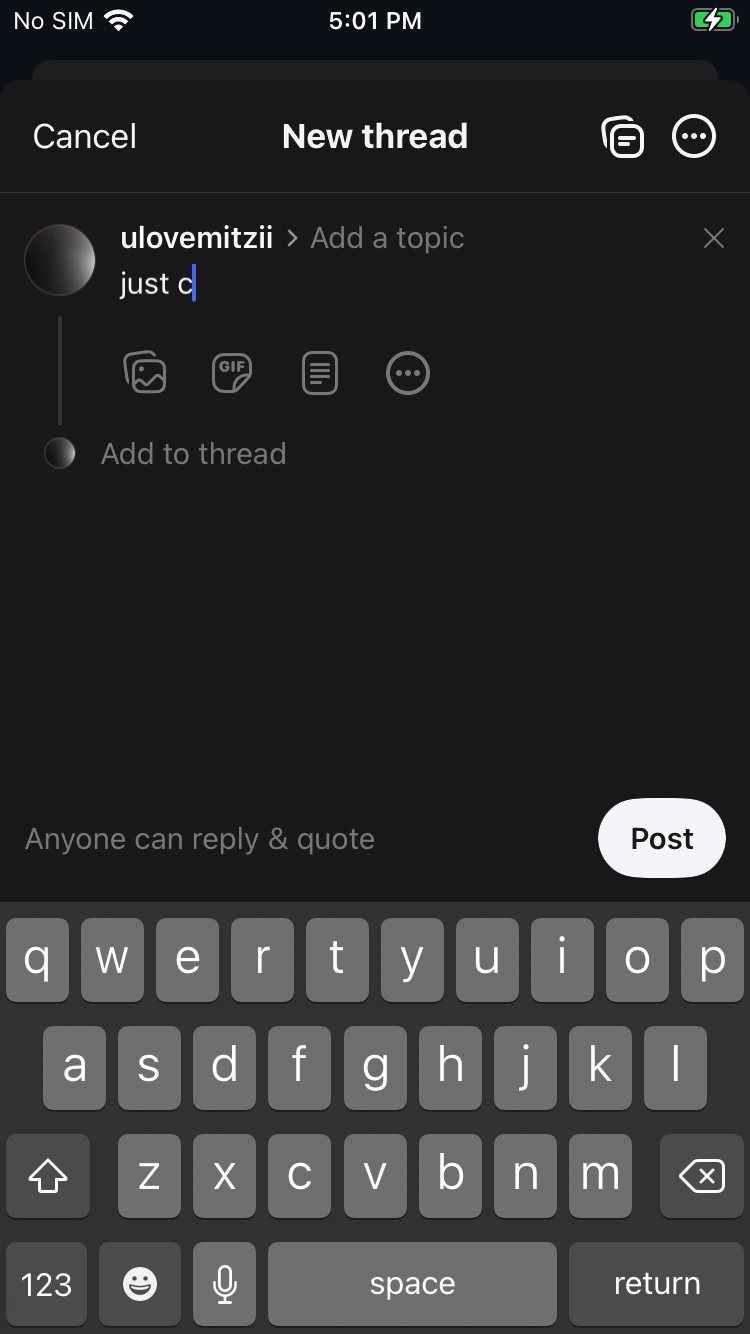 No SIM 5:01 PM
Cancel New thread
ulovemitzii > Add a topic
just c
GIF
Add to thread
Anyone can reply & quote Post
q w e r t y u i o p
a s d f g h j k l
z x c v b n m
123 space return